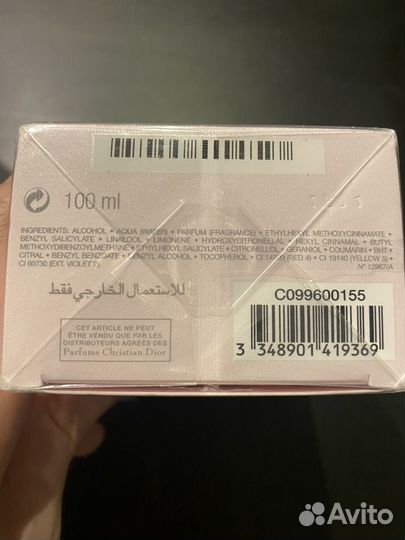 100 ml
INGREDIENTS: ALCOHOL • AQUA (WATER) • PARFUM (FRAGRANCE) • ETHYLHEXYL METHOXYCINNAMATE •
BENZYL SALICYLATE • LINALOOL • LIMONENE • HYDROXYCITRONELLAL • HEXYL CINNAMAL • BUTYL
METHOXYDIBENZOYLMETHANE • ETHYLHEXYL SALICYLATE • CITRONELLOL • GERANIOL • COUMARIN • BHT •
CITRAL • BENZYL BENZOATE • BENZYL ALCOHOL • TOCOPHEROL • CI 14700 (RED 4) • CI 19140 (YELLOW 5) •
CI 60730 (EXT. VIOLET 2).
N° 12967/A
للاستعمال الخارجي فقط
C099600155
CET ARTICLE NE PEUT
ÊTRE VENDU QUE PAR LES
DISTRIBUTEURS AGRÉÉS DES
Parfums Christian Dior
3 348901 419369
Avito